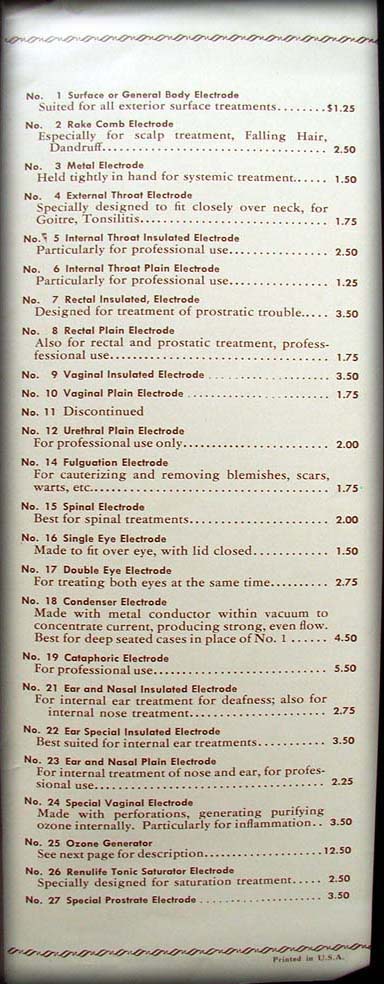 No. 1 Surface or General Body Electrode
Suited for all exterior surface treatments........$1.25
No. 2 Rake Comb Electrode
Especially for scalp treatment, Falling Hair,
Dandruff........................................ 2.50
No. 3 Metal Electrode
Held tightly in hand for systemic treatment...... 1.50
No. 4 External Throat Electrode
Specially designed to fit closely over neck, for
Goitre, Tonsilitis................................. 1.75
No. 5 Internal Throat Insulated Electrode
Particularly for professional use................... 2.50
No. 6 Internal Throat Plain Electrode
Particularly for professional use................... 1.25
No. 7 Rectal Insulated, Electrode
Designed for treatment of prostratic trouble..... 3.50
No. 8 Rectal Plain Electrode
Also for rectal and prostatic treatment, profess-
fessional use....................................... 1.75
No. 9 Vaginal Insulated Electrode .................... 3.50
No. 10 Vaginal Plain Electrode ....................... 1.75
No. 11 Discontinued
No. 12 Urethral Plain Electrode
For professional use only.......................... 2.00
No. 14 Fulguation Electrode
For cauterizing and removing blemishes, scars,
warts, etc.......................................... 1.75
No. 15 Spinal Electrode
Best for spinal treatments......................... 2.00
No. 16 Single Eye Electrode
Made to fit over eye, with lid closed............ 1.50
No. 17 Double Eye Electrode
For treating both eyes at the same time.......... 2.75
No. 18 Condenser Electrode
Made with metal conductor within vacuum to
concentrate current, producing strong, even flow.
Best for deep seated cases in place of No. 1 ...... 4.50
No. 19 Cataphoric Electrode
For professional use................................ 5.50
No. 21 Ear and Nasal Insulated Electrode
For internal ear treatment for deafness; also for
internal nose treatment......................... 2.75
No. 22 Ear Special Insulated Electrode
Best suited for internal ear treatments........... 3.50
No. 23 Ear and Nasal Plain Electrode
For internal treatment of nose and ear, for profes-
sional use......................................... 2.25
No. 24 Special Vaginal Electrode
Made with perforations, generating purifying
ozone internally. Particularly for inflammation.. 3.50
No. 25 Ozone Generator
See next page for description.....................12.50
No. 26 Renulife Tonic Saturator Electrode
Specially designed for saturation treatment..... 2.50
No. 27 Special Prostrate Electrode .................... 3.50
Printed in U.S.A.